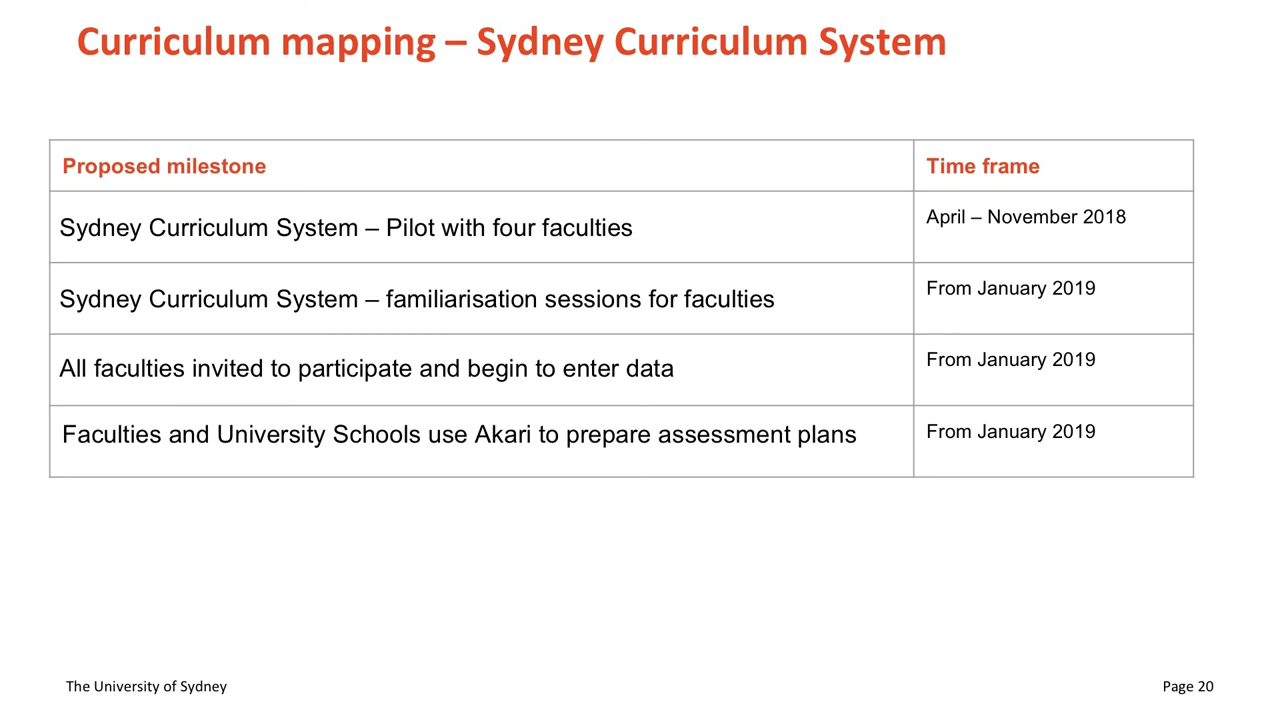 Curriculum mapping – Sydney Curriculum System
Proposed milestone
Time frame
Sydney Curriculum System – Pilot with four faculties
April – November 2018
Sydney Curriculum System – familiarisation sessions for faculties
From January 2019
All faculties invited to participate and begin to enter data
From January 2019
Faculties and University Schools use Akari to prepare assessment plans
From January 2019
The University of Sydney
Page 20